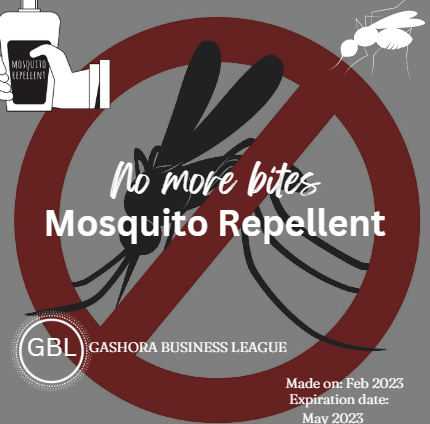 MOSQUITO
REPELLENT
No more bites
Mosquito Repellent
GBL
GASHORA BUSINESS LEAGUE
Made on: Feb 2023
Expiration date:
May 2023